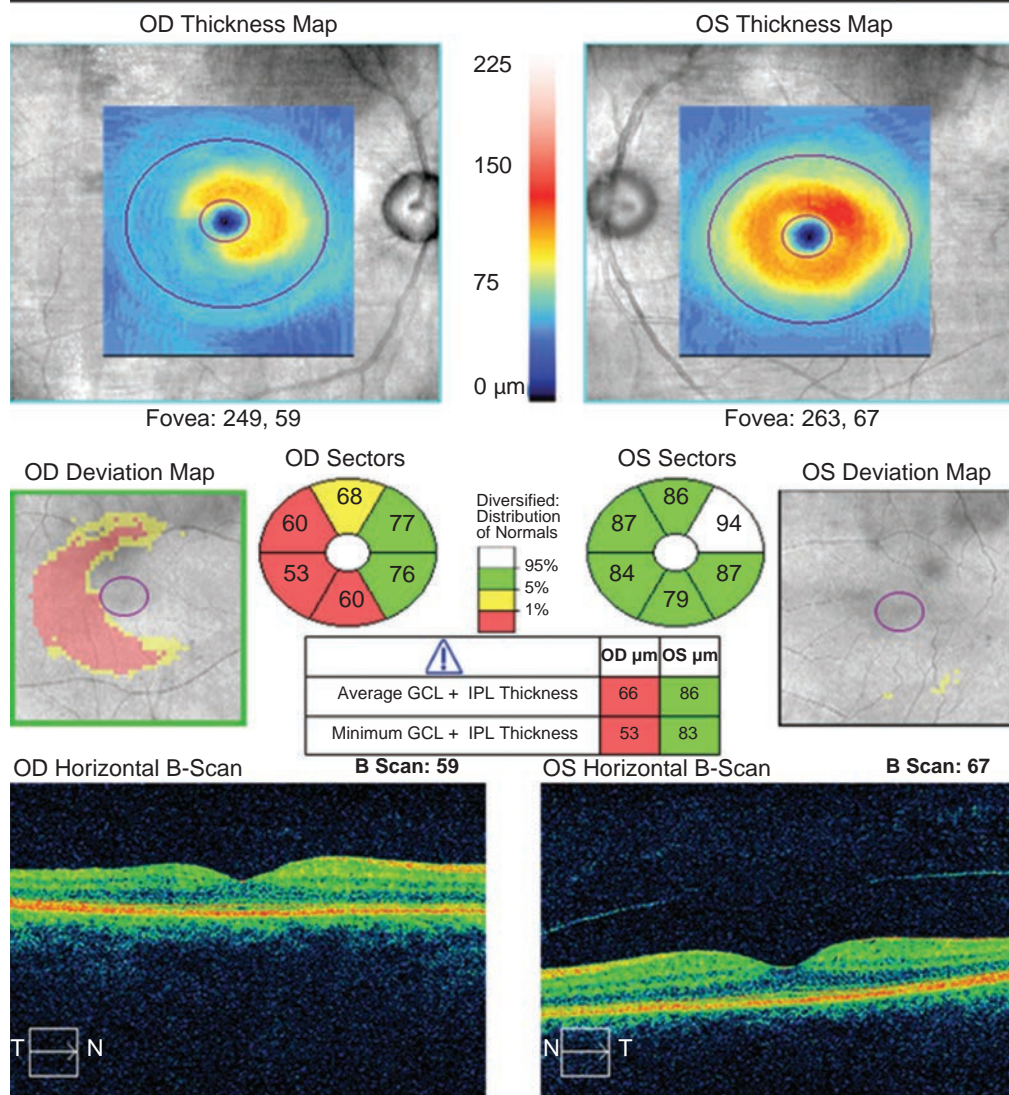 OD Thickness Map
OS Thickness Map
225
150
75
0 µm
Fovea: 249, 59
Fovea: 263, 67
OD Deviation Map
OD Sectors
OS Sectors
OS Deviation Map
68
60
77
53
76
60
Diversified:
Distribution
of Normals
95%
5%
1%
86
87
94
84
87
79
OD µm OS µm
Average GCL + IPL Thickness 66 86
Minimum GCL + IPL Thickness 53 83
OD Horizontal B-Scan
B Scan: 59
OS Horizontal B-Scan
B Scan: 67
T N
N T